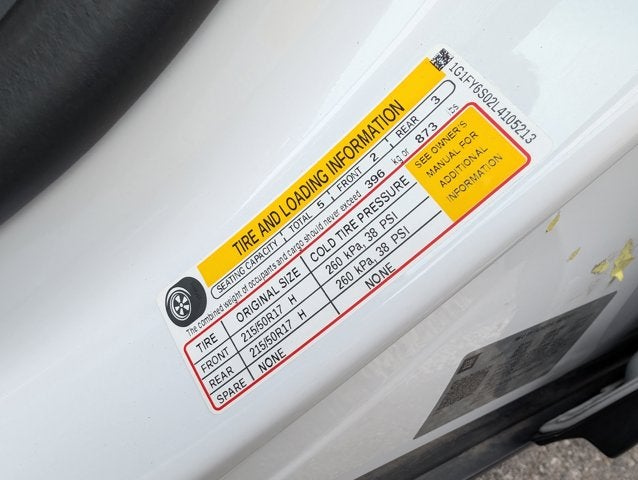 1G1FY6S02L4105213
TIRE AND LOADING INFORMATION
SEATING CAPACITY TOTAL 5 FRONT 2 REAR 3
The combined weight of occupants and cargo should never exceed 396 kg or 873 lbs
TIRE ORIGINAL SIZE COLD TIRE PRESSURE
FRONT 215/50R17 H 260 kPa, 38 PSI
REAR 215/50R17 H 260 kPa, 38 PSI
SPARE NONE NONE
SEE OWNER'S
MANUAL FOR
ADDITIONAL
INFORMATION